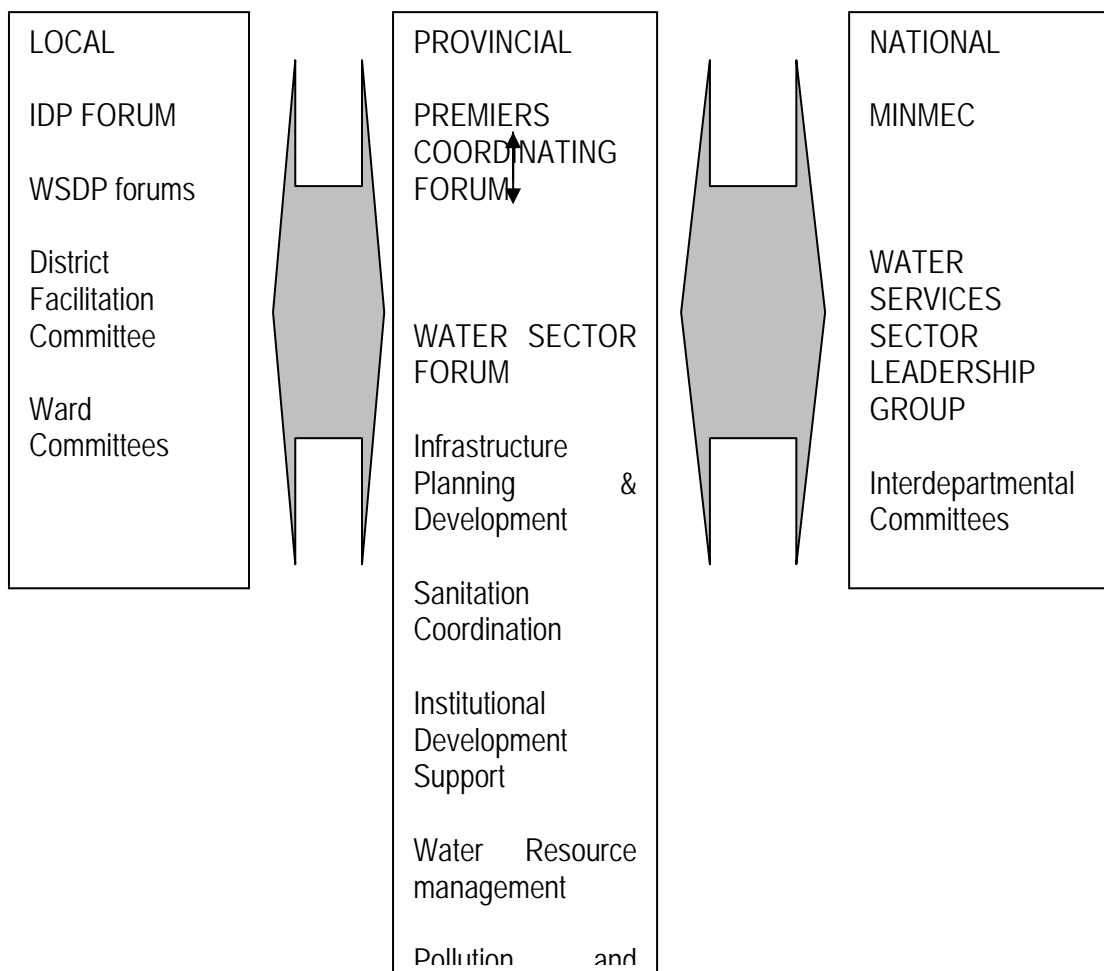 LOCAL
IDP FORUM
WSDP forums
District
Facilitation
Committee
Ward
Committees
PROVINCIAL
PREMIERS
COORDINATING
FORUM
WATER SECTOR
FORUM
Infrastructure
Planning &
Development
Sanitation
Coordination
Institutional
Development
Support
Water Resource
management
Pollution and
NATIONAL
MINMEC
WATER
SERVICES
SECTOR
LEADERSHIP
GROUP
Interdepartmental
Committees